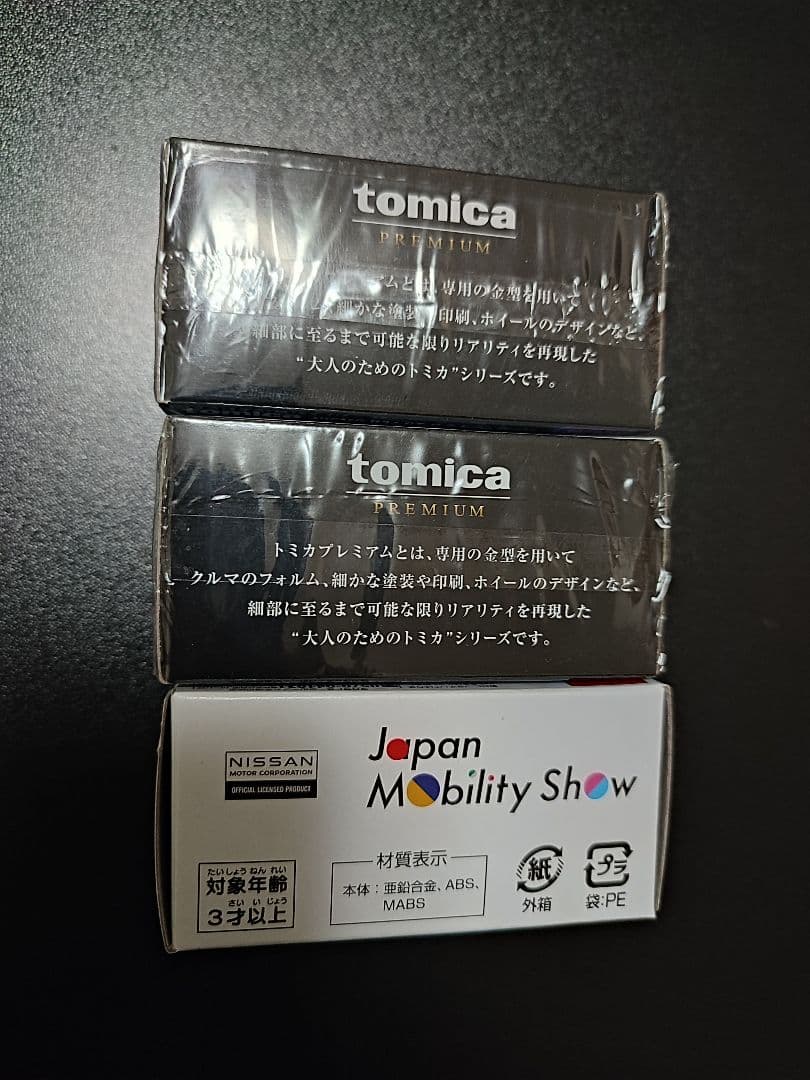 tomica
PREMIUM
アムとは、専用の金型を用いて
細かな塗装や印刷、ホイールのデザインなど、
細部に至るまで可能な限りリアリティを再現した
“大人のためのトミカ”シリーズです。
tomica
PREMIUM
トミカプレミアムとは、専用の金型を用いて
クルマのフォルム、細かな塗装や印刷、ホイールのデザインなど、
細部に至るまで可能な限りリアリティを再現した
“大人のためのトミカ”シリーズです。
NISSAN
MOTOR CORPORATION
OFFICIAL LICENSED PRODUCT
Japan
Mobility Show
たいしょうねんれい
対象年齢
さいいじょう
3才以上
材質表示
本体：亜鉛合金、ABS、
MABS
紙
外箱
プラ
袋:PE